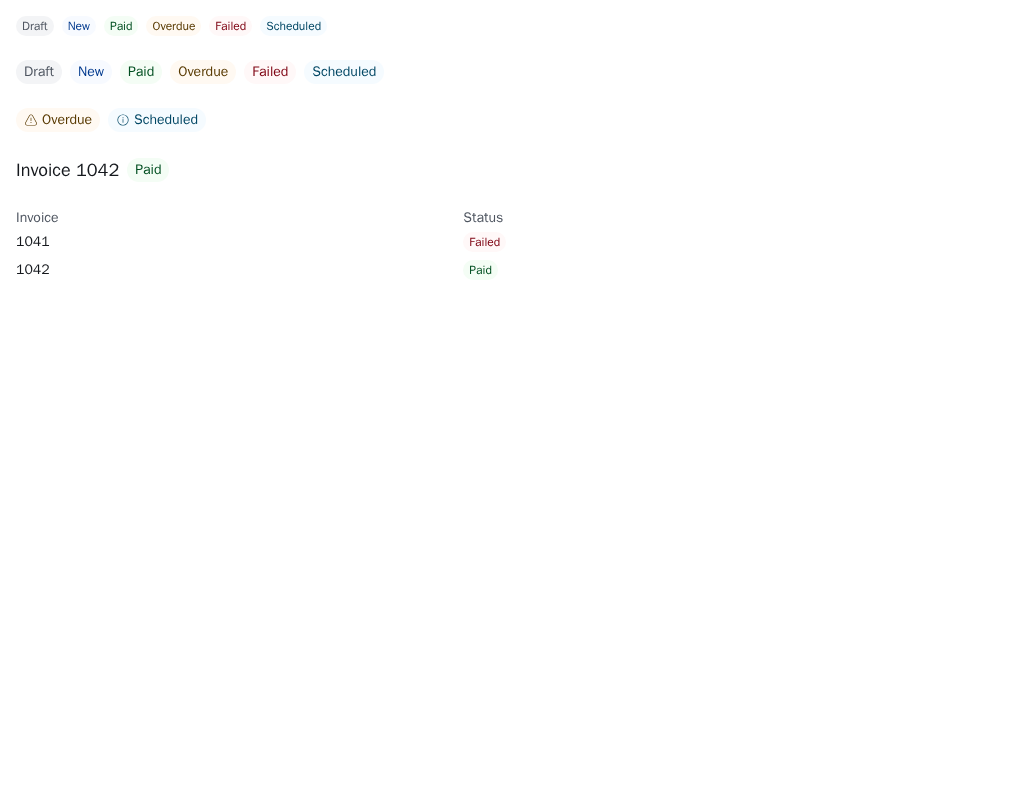 Draft New Paid Overdue Failed Scheduled
Draft New Paid Overdue Failed Scheduled
Overdue Scheduled
Invoice 1042 Paid
Invoice Status
1041 Failed
1042 Paid